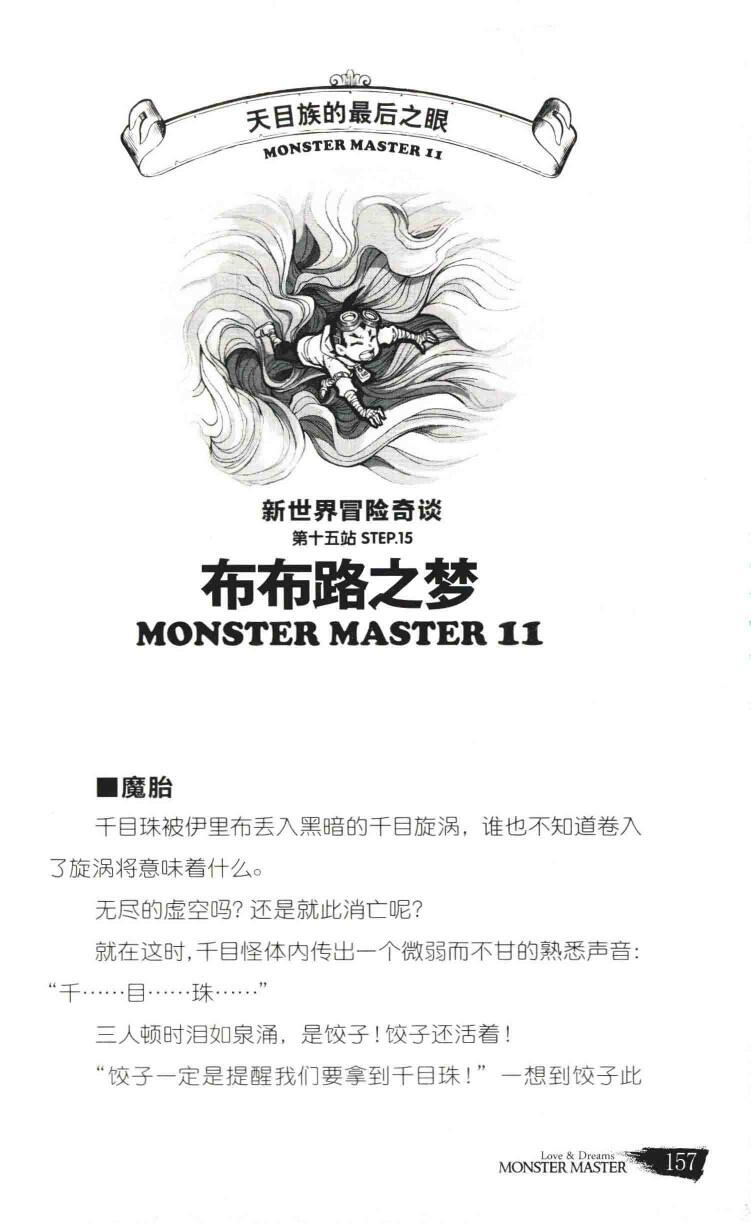 天目族的最后之眼
MONSTER MASTER 11
新世界冒险奇谈
第十五站 STEP.15
布布路之梦
MONSTER MASTER 11
■魔胎
千目珠被伊里布丢入黑暗的千目旋涡，谁也不知道卷入
了旋涡将意味着什么。
无尽的虚空吗？还是就此消亡呢？
就在这时,千目怪体内传出一个微弱而不甘的熟悉声音：
“千……目……珠……”
三人顿时泪如泉涌，是饺子！饺子还活着！
“饺子一定是提醒我们要拿到千目珠！”一想到饺子此
Love & Dreams
MONSTER MASTER 157